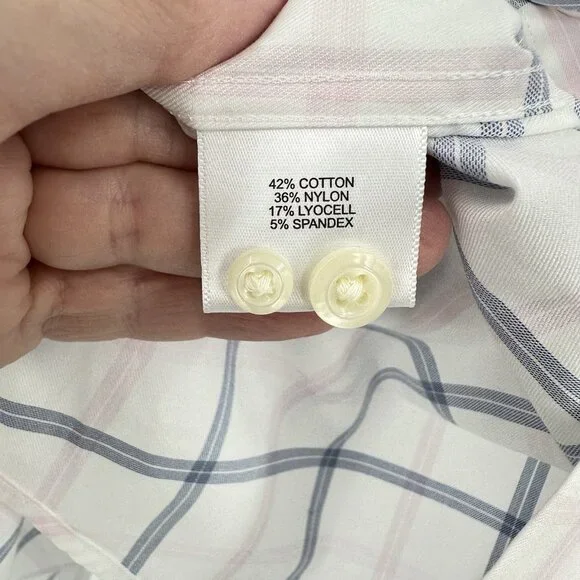 42% COTTON
36% NYLON
17% LYOCELL
5% SPANDEX